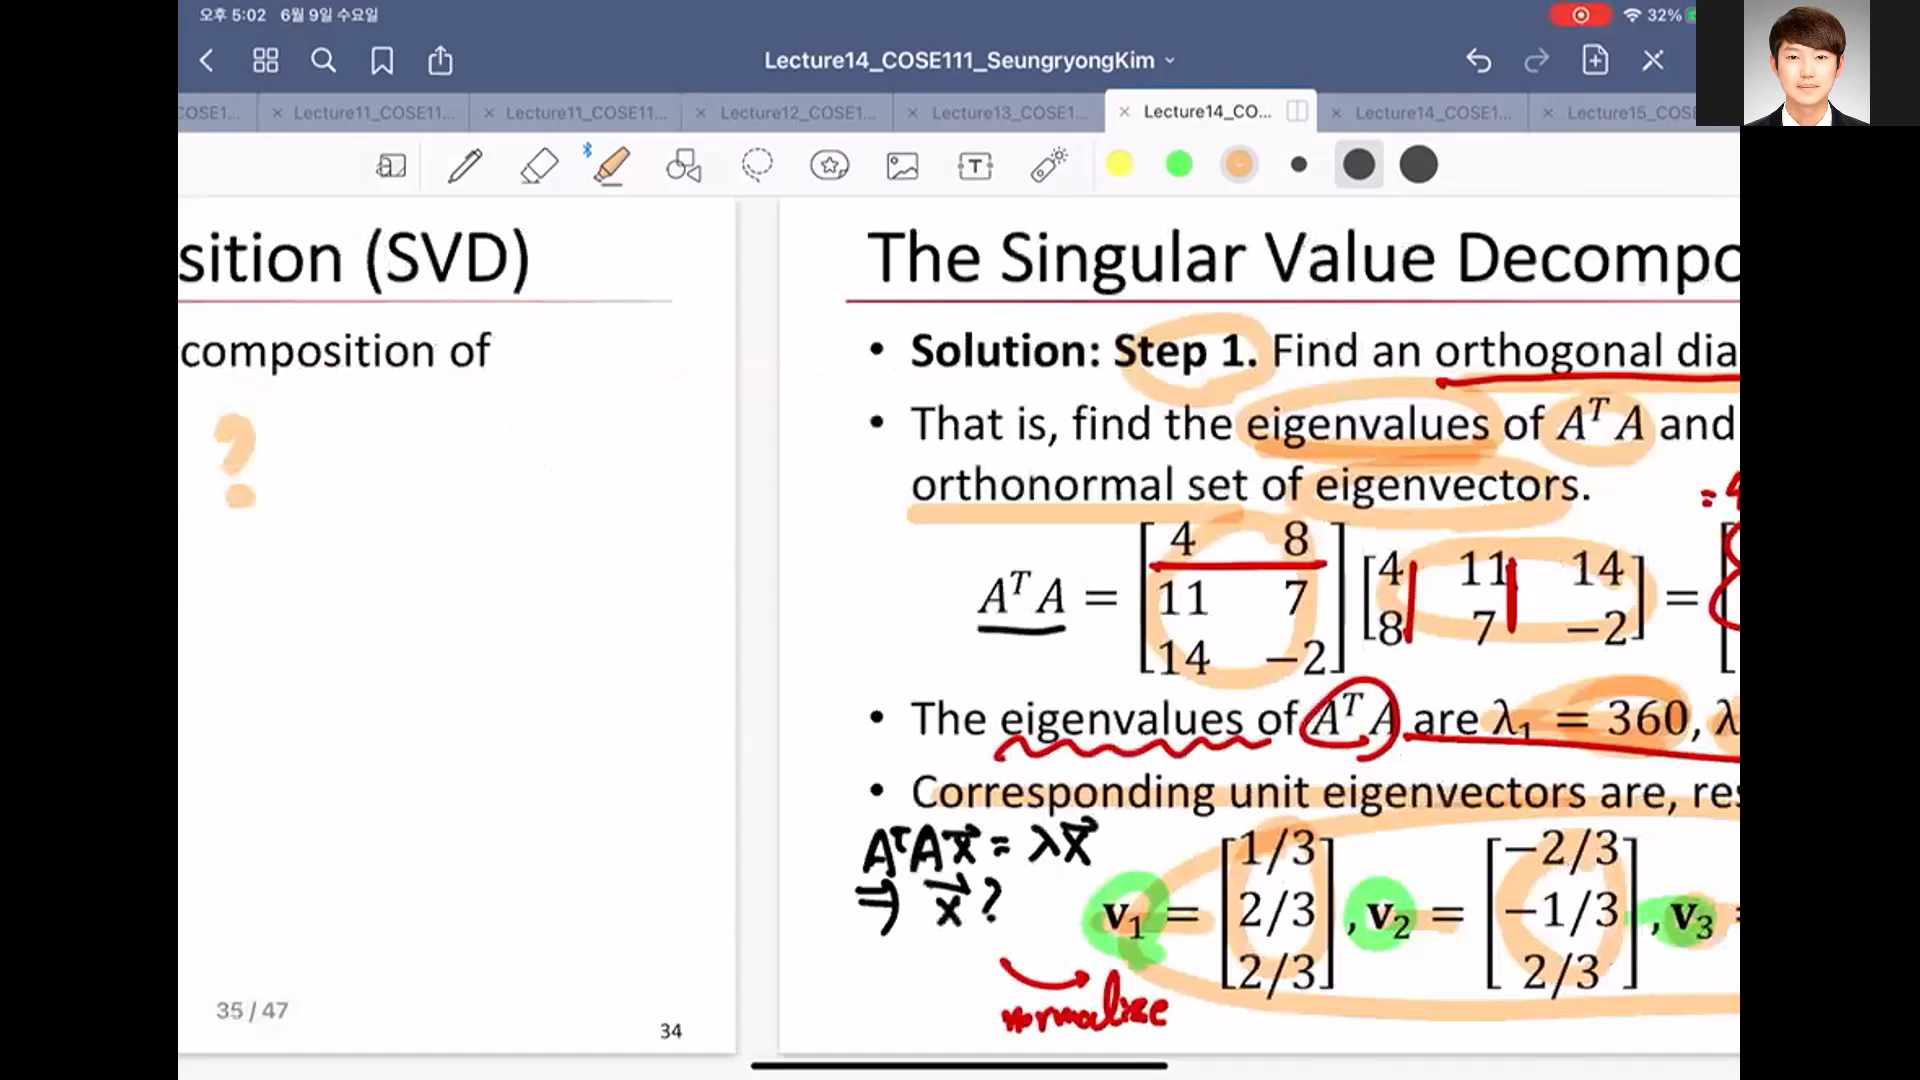 오후 5:02 6월 9일 수요일
32%
Lecture14_COSE111_SeungryongKim
COSE1...
Lecture11_COSE11...
Lecture11_COSE11...
Lecture12_COSE1...
Lecture13_COSE1...
Lecture14_CO...
Lecture14_COSE1...
Lecture15_COSE
sition (SVD)
composition of
?
35 / 47
34
The Singular Value Decompo
• Solution: Step 1. Find an orthogonal dia
• That is, find the eigenvalues of AᵀA and
orthonormal set of eigenvectors.
AᵀA = [4 8; 11 7; 14 −2] [4 11 14; 8 7 −2] =
• The eigenvalues of AᵀA are λ₁ = 360, λ
• Corresponding unit eigenvectors are, res
AᵀAx⃗ = λx⃗
⇒ x⃗ ?
v₁ = [1/3; 2/3; 2/3], v₂ = [−2/3; −1/3; 2/3], v₃ =
normalize